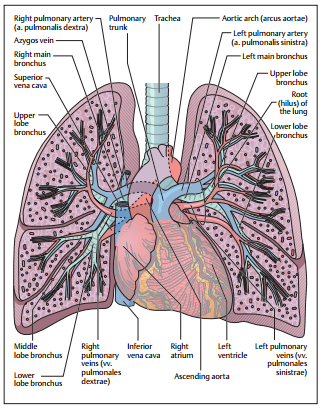 Right pulmonary artery
(a. pulmonalis dextra)
Azygos vein
Right main
bronchus
Superior
vena cava
Upper
lobe
bronchus
Pulmonary
trunk
Trachea
Aortic arch (arcus aortae)
Left pulmonary artery
(a. pulmonalis sinistra)
Left main bronchus
Upper lobe
bronchus
Root
(hilus) of
the lung
Lower lobe
bronchus
Middle
lobe bronchus
Lower
lobe bronchus
Right
pulmonary
veins (vv.
pulmonales
dextrae)
Inferior
vena cava
Right
atrium
Ascending aorta
Left
ventricle
Left pulmonary
veins (vv.
pulmonales
sinistrae)